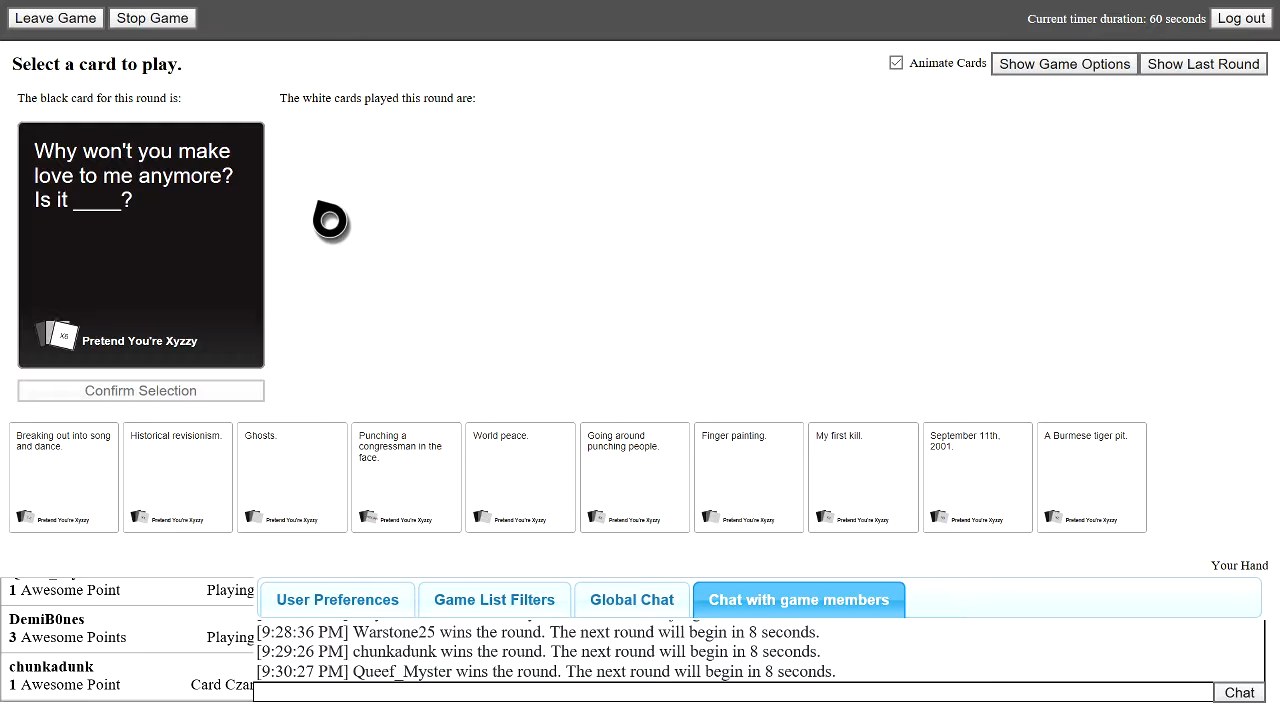 Leave Game
Stop Game
Current timer duration: 60 seconds
Log out
Select a card to play.
Animate Cards
Show Game Options
Show Last Round
The black card for this round is:
The white cards played this round are:
Why won't you make
love to me anymore?
Is it ____?
X6
Pretend You're Xyzzy
Confirm Selection
Breaking out into song
and dance.
Pretend You're Xyzzy
Historical revisionism.
Pretend You're Xyzzy
Ghosts.
Pretend You're Xyzzy
Punching a
congressman in the
face.
Pretend You're Xyzzy
World peace.
Pretend You're Xyzzy
Going around
punching people.
Pretend You're Xyzzy
Finger painting.
Pretend You're Xyzzy
My first kill.
Pretend You're Xyzzy
September 11th,
2001.
Pretend You're Xyzzy
A Burmese tiger pit.
Pretend You're Xyzzy
Your Hand
1 Awesome Point
Playing
DemiB0nes
3 Awesome Points
Playing
chunkadunk
1 Awesome Point
Card Czar
User Preferences
Game List Filters
Global Chat
Chat with game members
[9:28:36 PM] Warstone25 wins the round. The next round will begin in 8 seconds.
[9:29:26 PM] chunkadunk wins the round. The next round will begin in 8 seconds.
[9:30:27 PM] Queef_Myster wins the round. The next round will begin in 8 seconds.
Chat